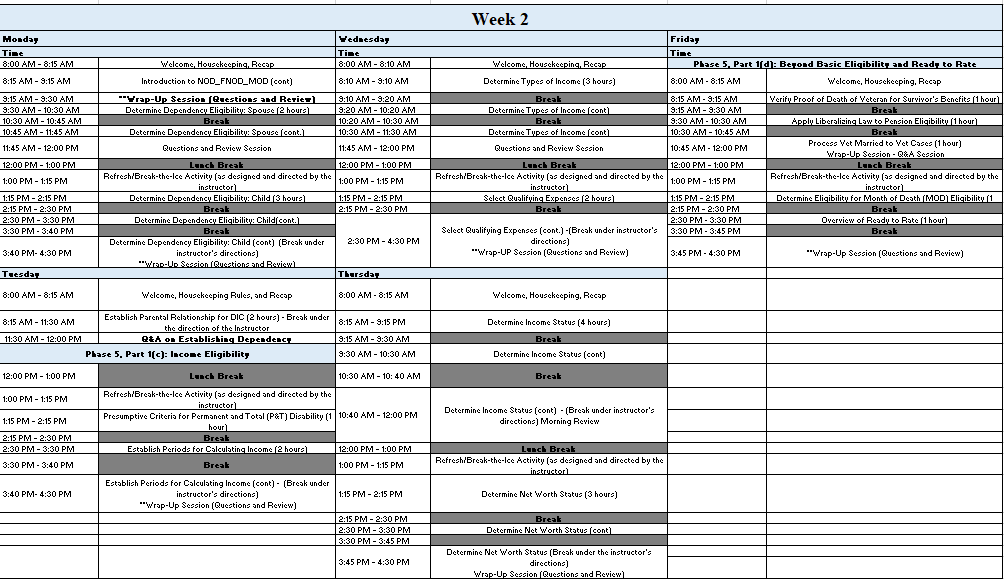 Week 2
Monday
Time
8:00 AM - 8:15 AM Welcome, Housekeeping, Recap
8:15 AM - 9:15 AM Introduction to NOD_FNOD_MOD (cont)
9:15 AM - 9:30 AM **Wrap-Up Session (Questions and Review)
9:30 AM - 10:30 AM Determine Dependency Eligibility: Spouse (2 hours)
10:30 AM - 10:45 AM Break
10:45 AM - 11:45 AM Determine Dependency Eligibility: Spouse (cont.)
11:45 AM - 12:00 PM Questions and Review Session
12:00 PM - 1:00 PM Lunch Break
1:00 PM - 1:15 PM Refresh/Break-the-Ice Activity (as designed and directed by the
instructor)
1:15 PM - 2:15 PM Determine Dependency Eligibility: Child (3 hours)
2:15 PM - 2:30 PM Break
2:30 PM - 3:30 PM Determine Dependency Eligibility: Child(cont.)
3:30 PM - 3:40 PM Break
3:40 PM- 4:30 PM Determine Dependency Eligibility: Child (cont) (Break under
instructor's directions)
**Wrap-Up Session (Questions and Review)
Tuesday
8:00 AM - 8:15 AM Welcome, Housekeeping Rules, and Recap
8:15 AM - 11:30 AM Establish Parental Relationship for DIC (2 hours) - Break under
the direction of the Instructor
11:30 AM - 12:00 PM Q&A on Establishing Dependency
Phase 5, Part 1(c): Income Eligibility
12:00 PM - 1:00 PM Lunch Break
1:00 PM - 1:15 PM Refresh/Break-the-Ice Activity (as designed and directed by the
instructor)
1:15 PM - 2:15 PM Presumptive Criteria for Permanent and Total (P&T) Disability (1
hour)
2:15 PM - 2:30 PM Break
2:30 PM - 3:30 PM Establish Periods for Calculating Income (2 hours)
3:30 PM - 3:40 PM Break
3:40 PM- 4:30 PM Establish Periods for Calculating Income (cont) - (Break under
instructor's directions)
**Wrap-Up Session (Questions and Review)
Wednesday
Time
8:00 AM - 8:10 AM Welcome, Housekeeping, Recap
8:10 AM - 9:10 AM Determine Types of Income (3 hours)
9:10 AM - 9:20 AM Break
9:20 AM - 10:20 AM Determine Types of Income (cont)
10:20 AM - 10:30 AM Break
10:30 AM - 11:30 AM Determine Types of Income (cont)
11:45 AM - 12:00 PM Questions and Review Session
12:00 PM - 1:00 PM Lunch Break
1:00 PM - 1:15 PM Refresh/Break-the-Ice Activity (as designed and directed by the
instructor)
1:15 PM - 2:15 PM Select Qualifying Expenses (2 hours)
2:15 PM - 2:30 PM Break
2:30 PM - 4:30 PM Select Qualifying Expenses (cont.) -(Break under instructor's
directions)
**Wrap-UP Session (Questions and Review)
Thursday
8:00 AM - 8:15 AM Welcome, Housekeeping, Recap
8:15 AM - 9:15 PM Determine Income Status (4 hours)
9:15 AM - 9:30 AM Break
9:30 AM - 10:30 AM Determine Income Status (cont)
10:30 AM - 10: 40 AM Break
10:40 AM - 12:00 PM Determine Income Status (cont) - (Break under instructor's
directions) Morning Review
12:00 PM - 1:00 PM Lunch Break
1:00 PM - 1:15 PM Refresh/Break-the-Ice Activity (as designed and directed by the
instructor)
1:15 PM - 2:15 PM Determine Net Worth Status (3 hours)
2:15 PM - 2:30 PM Break
2:30 PM - 3:30 PM Determine Net Worth Status (cont)
3:30 PM - 3:45 PM
3:45 PM - 4:30 PM Determine Net Worth Status (Break under the instructor's
directions)
Wrap-Up Session (Questions and Review)
Friday
Time
Phase 5, Part 1(d): Beyond Basic Eligibility and Ready to Rate
8:00 AM - 8:15 AM Welcome, Housekeeping, Recap
8:15 AM - 9:15 AM Verify Proof of Death of Veteran for Survivor's Benefits (1 hour)
9:15 AM - 9:30 AM Break
9:30 AM - 10:30 AM Apply Liberalizing Law to Pension Eligibility (1 hour)
10:30 AM - 10:45 AM Break
10:45 AM - 12:00 PM Process Vet Married to Vet Cases (1 hour)
Wrap-Up Session - Q&A Session
12:00 PM - 1:00 PM Lunch Break
1:00 PM - 1:15 PM Refresh/Break-the-Ice Activity (as designed and directed by the
instructor)
1:15 PM - 2:15 PM Determine Eligibility for Month of Death (MOD) Eligibility (1
2:15 PM - 2:30 PM Break
2:30 PM - 3:30 PM Overview of Ready to Rate (1 hour)
3:30 PM - 3:45 PM Break
3:45 PM - 4:30 PM **Wrap-Up Session (Questions and Review)